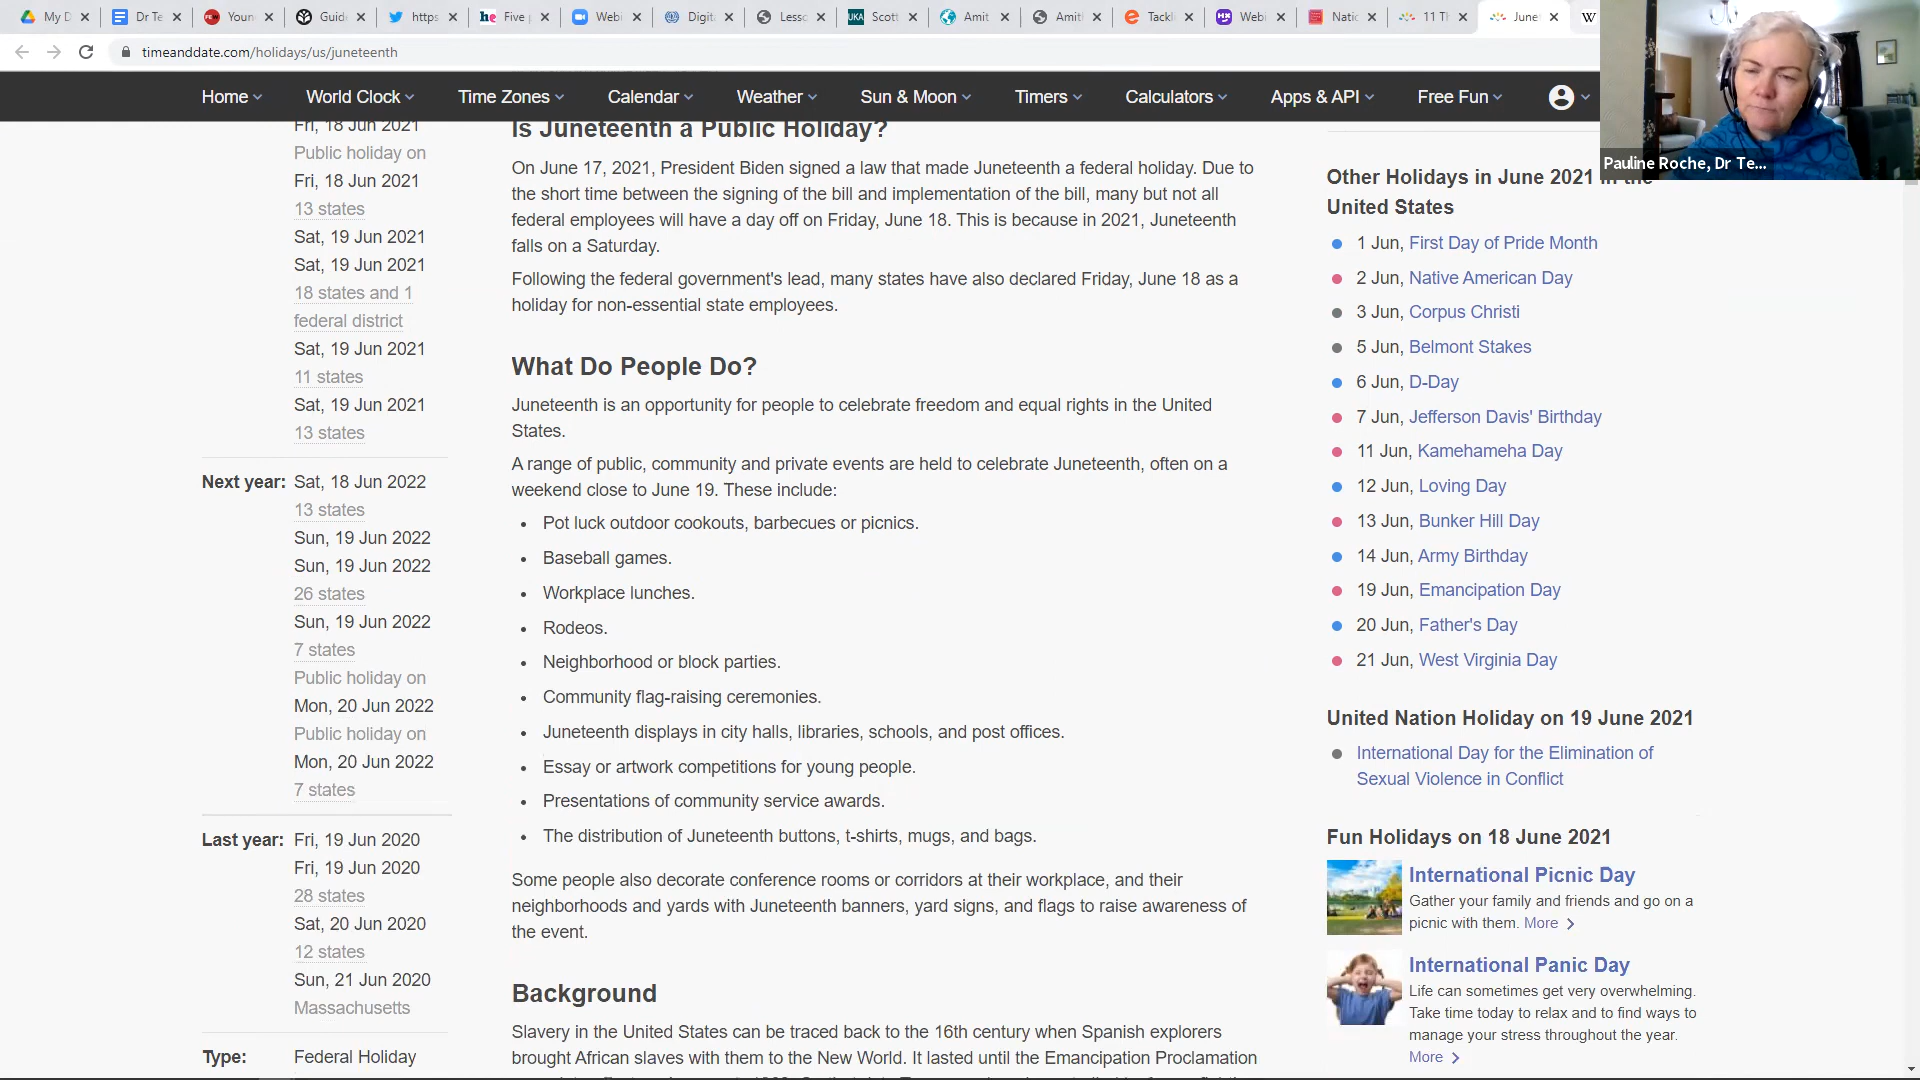 My D
Dr Te
Youn
Guide
https
Five
Webi
Digit
Less
Scott
Amit
Amitl
Tackl
Webi
Natic
11 Th
June
timeanddate.com/holidays/us/juneteenth
Home
World Clock
Time Zones
Calendar
Weather
Sun & Moon
Timers
Calculators
Apps & API
Free Fun
Pauline Roche, Dr Te...
Fri, 18 Jun 2021
Public holiday on
Fri, 18 Jun 2021
13 states
Sat, 19 Jun 2021
Sat, 19 Jun 2021
18 states and 1
federal district
Sat, 19 Jun 2021
11 states
Sat, 19 Jun 2021
13 states
Next year: Sat, 18 Jun 2022
13 states
Sun, 19 Jun 2022
Sun, 19 Jun 2022
26 states
Sun, 19 Jun 2022
7 states
Public holiday on
Mon, 20 Jun 2022
Public holiday on
Mon, 20 Jun 2022
7 states
Last year: Fri, 19 Jun 2020
Fri, 19 Jun 2020
28 states
Sat, 20 Jun 2020
12 states
Sun, 21 Jun 2020
Massachusetts
Type: Federal Holiday
Is Juneteenth a Public Holiday?
On June 17, 2021, President Biden signed a law that made Juneteenth a federal holiday. Due to
the short time between the signing of the bill and implementation of the bill, many but not all
federal employees will have a day off on Friday, June 18. This is because in 2021, Juneteenth
falls on a Saturday.
Following the federal government's lead, many states have also declared Friday, June 18 as a
holiday for non-essential state employees.
What Do People Do?
Juneteenth is an opportunity for people to celebrate freedom and equal rights in the United
States.
A range of public, community and private events are held to celebrate Juneteenth, often on a
weekend close to June 19. These include:
• Pot luck outdoor cookouts, barbecues or picnics.
• Baseball games.
• Workplace lunches.
• Rodeos.
• Neighborhood or block parties.
• Community flag-raising ceremonies.
• Juneteenth displays in city halls, libraries, schools, and post offices.
• Essay or artwork competitions for young people.
• Presentations of community service awards.
• The distribution of Juneteenth buttons, t-shirts, mugs, and bags.
Some people also decorate conference rooms or corridors at their workplace, and their
neighborhoods and yards with Juneteenth banners, yard signs, and flags to raise awareness of
the event.
Background
Slavery in the United States can be traced back to the 16th century when Spanish explorers
brought African slaves with them to the New World. It lasted until the Emancipation Proclamation
Other Holidays in June 2021 in the
United States
1 Jun, First Day of Pride Month
2 Jun, Native American Day
3 Jun, Corpus Christi
5 Jun, Belmont Stakes
6 Jun, D-Day
7 Jun, Jefferson Davis' Birthday
11 Jun, Kamehameha Day
12 Jun, Loving Day
13 Jun, Bunker Hill Day
14 Jun, Army Birthday
19 Jun, Emancipation Day
20 Jun, Father's Day
21 Jun, West Virginia Day
United Nation Holiday on 19 June 2021
International Day for the Elimination of
Sexual Violence in Conflict
Fun Holidays on 18 June 2021
International Picnic Day
Gather your family and friends and go on a
picnic with them. More
International Panic Day
Life can sometimes get very overwhelming.
Take time today to relax and to find ways to
manage your stress throughout the year.
More